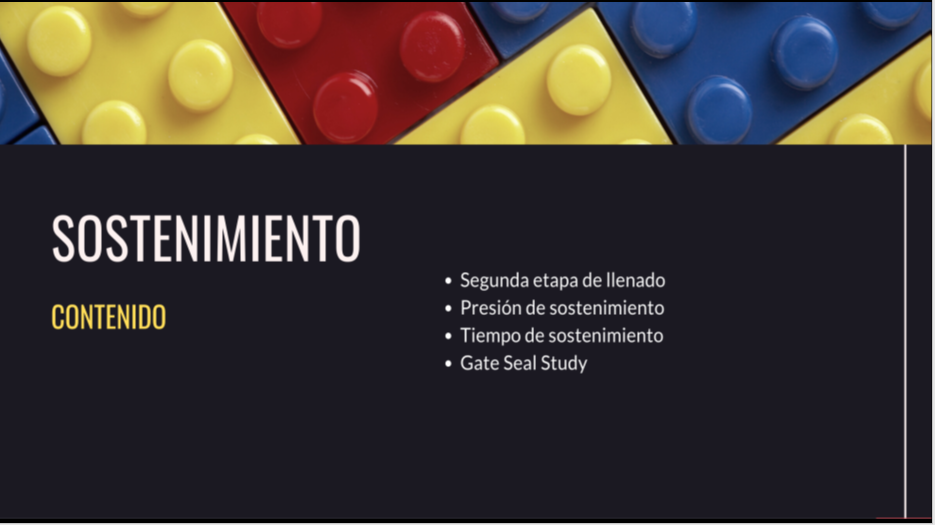 SOSTENIMIENTO
CONTENIDO
• Segunda etapa de llenado
• Presión de sostenimiento
• Tiempo de sostenimiento
• Gate Seal Study